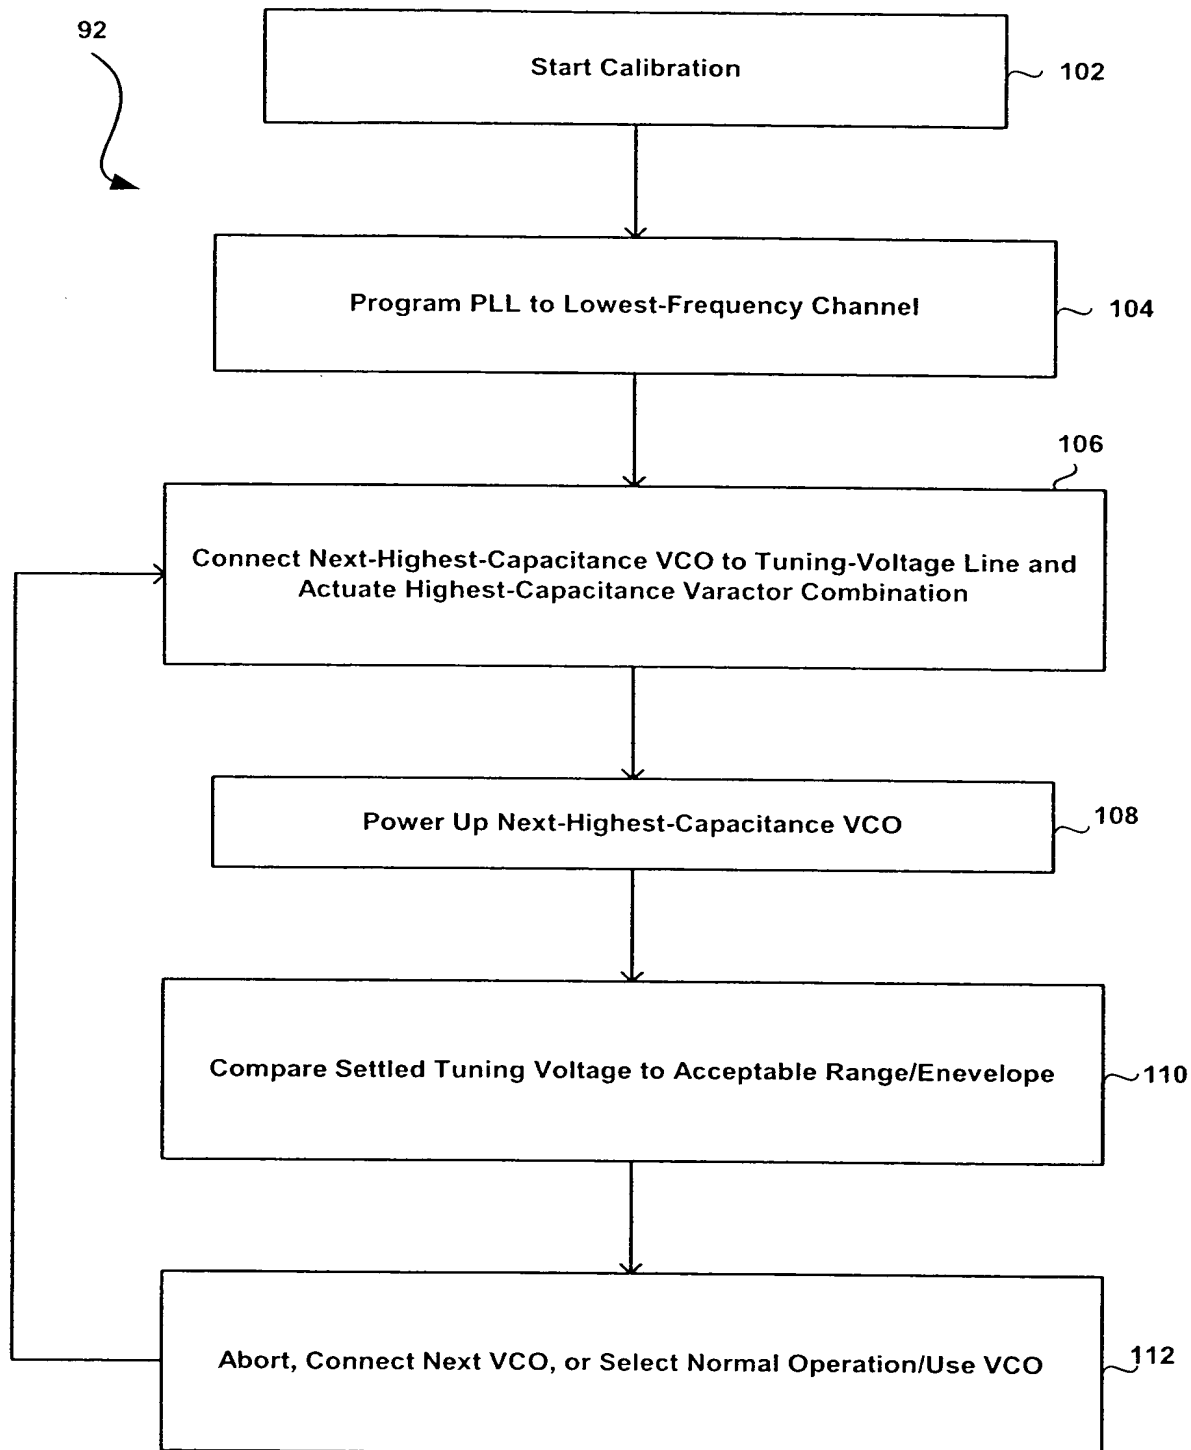 92
Start Calibration
102
Program PLL to Lowest-Frequency Channel
104
106
Connect Next-Highest-Capacitance VCO to Tuning-Voltage Line and
Actuate Highest-Capacitance Varactor Combination
Power Up Next-Highest-Capacitance VCO
108
Compare Settled Tuning Voltage to Acceptable Range/Enevelope
110
Abort, Connect Next VCO, or Select Normal Operation/Use VCO
112